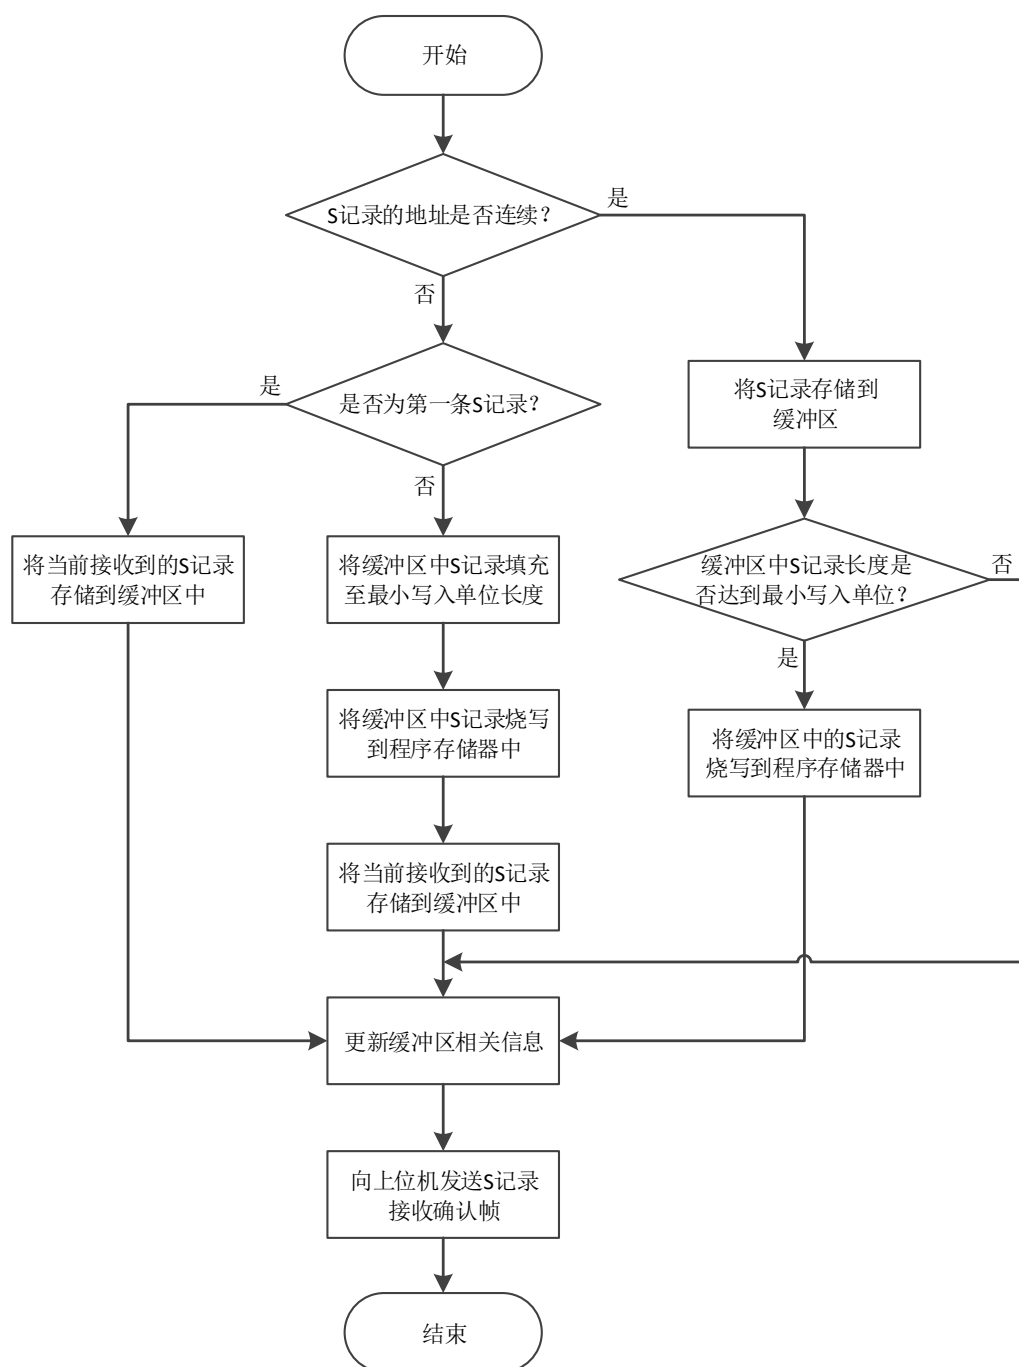 开始
S记录的地址是否连续？
是
否
是否为第一条S记录？
是
否
将S记录存储到
缓冲区
将当前接收到的S记录
存储到缓冲区中
将缓冲区中S记录填充
至最小写入单位长度
缓冲区中S记录长度是
否达到最小写入单位？
否
是
将缓冲区中S记录烧写
到程序存储器中
将缓冲区中的S记录
烧写到程序存储器中
将当前接收到的S记录
存储到缓冲区中
更新缓冲区相关信息
向上位机发送S记录
接收确认帧
结束